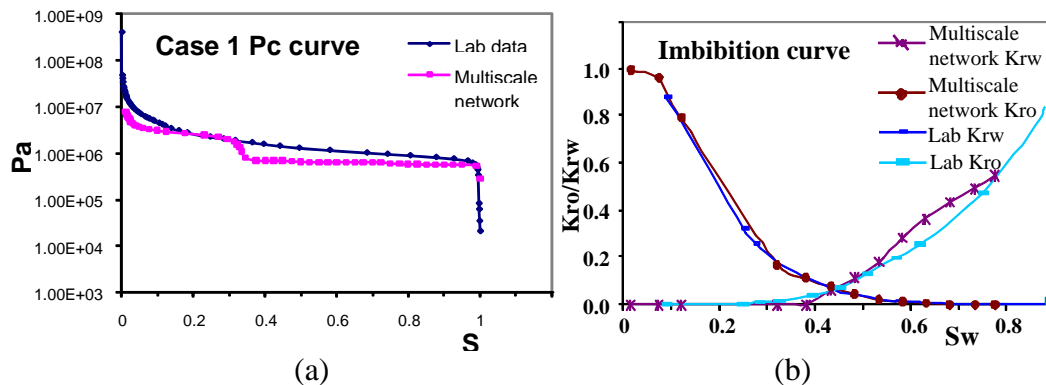 Case 1 Pc curve
Lab data
Multiscale
network
Pa
1.00E+09
1.00E+08
1.00E+07
1.00E+06
1.00E+05
1.00E+04
1.00E+03
0 0.2 0.4 0.6 0.8 1
S
(a)
Imbibition curve
Multiscale
network Krw
Multiscale
network Kro
Lab Krw
Lab Kro
Kro/Krw
1.0
0.8
0.6
0.4
0.2
0.0
0 0.2 0.4 0.6 0.8
Sw
(b)